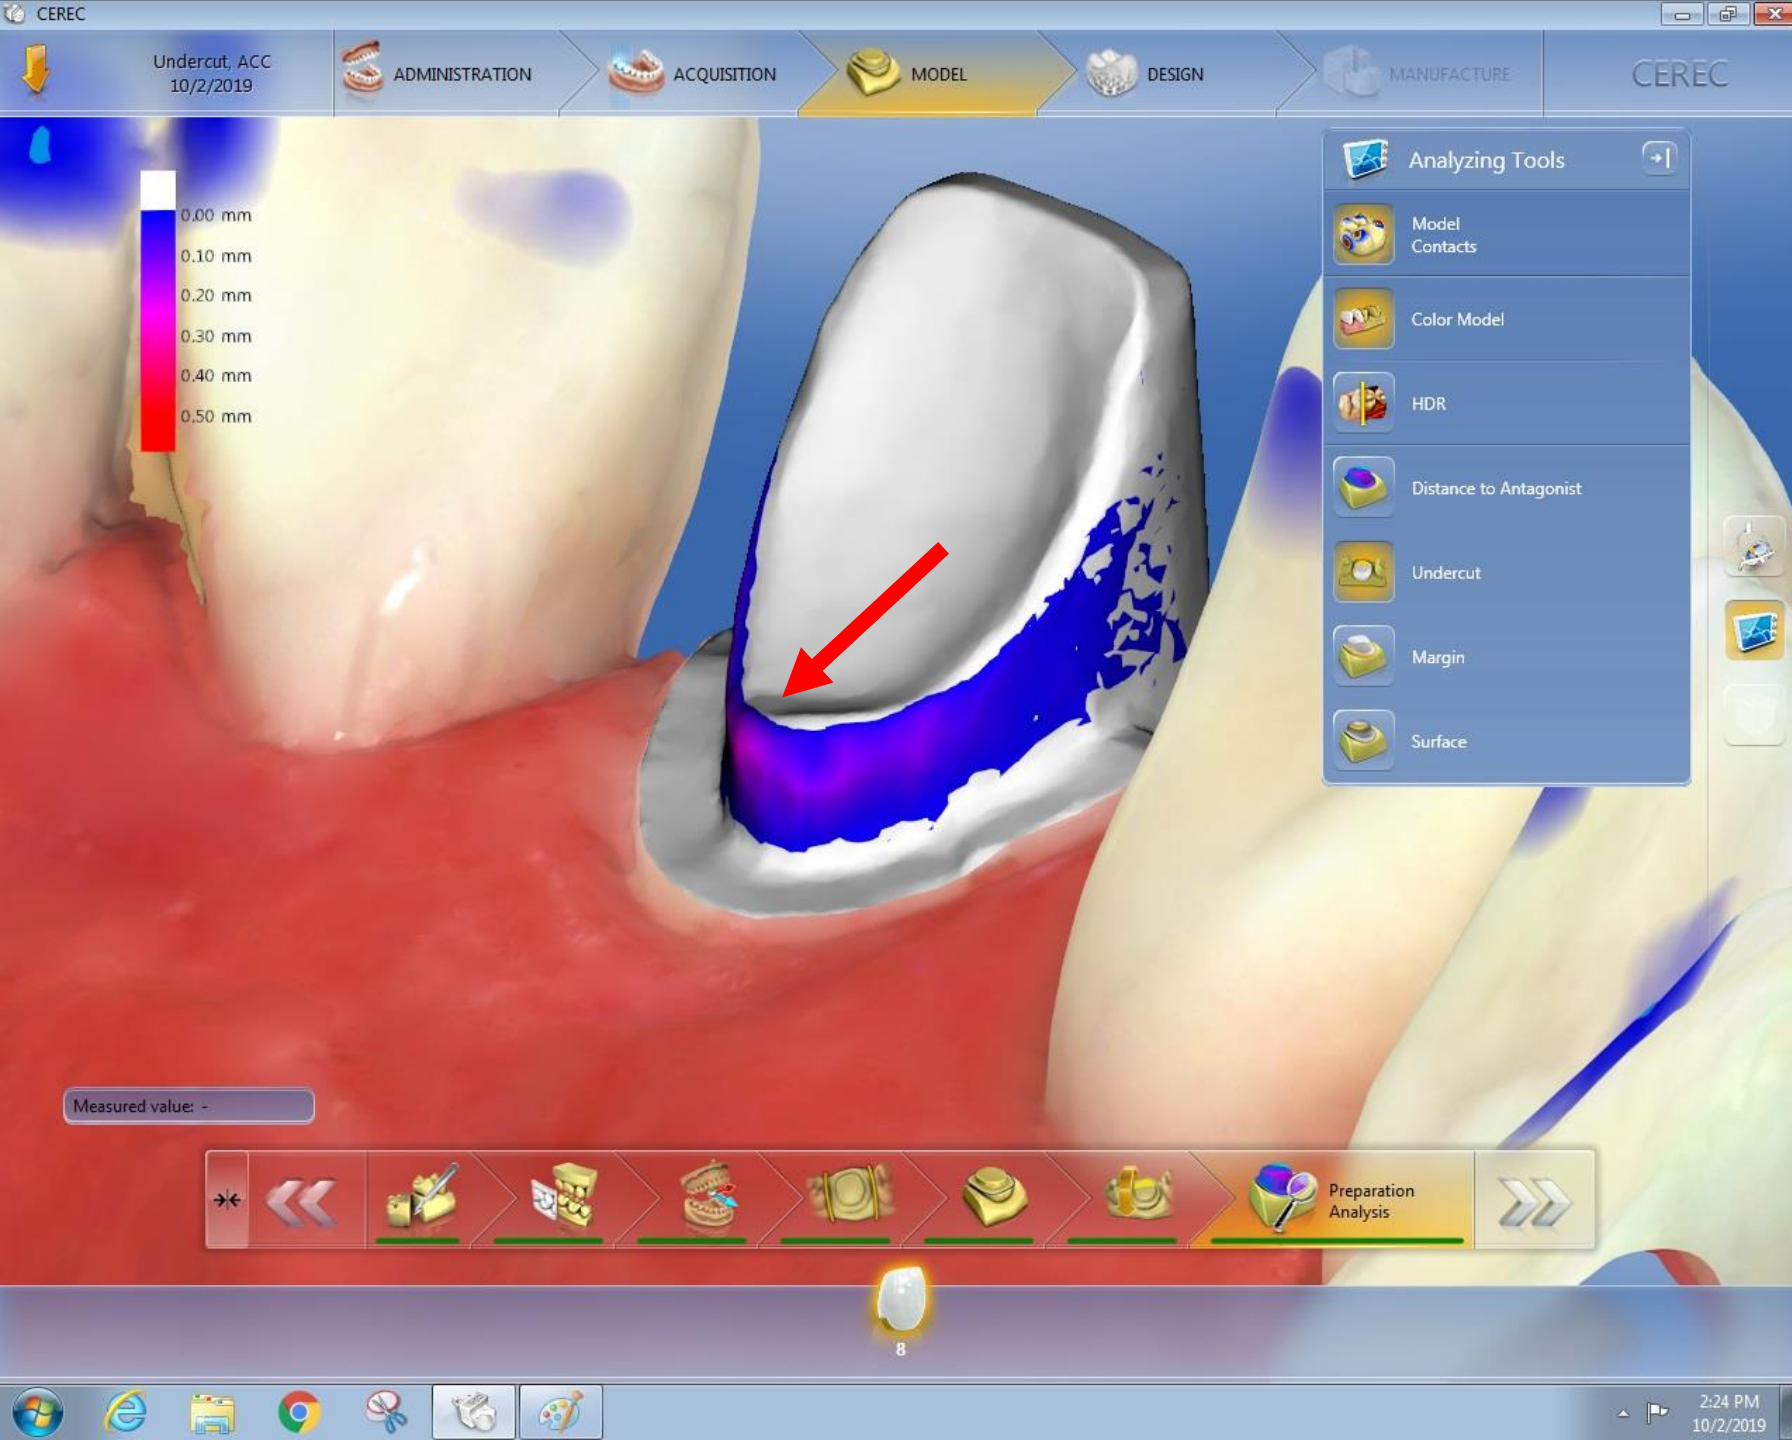 CEREC
Undercut, ACC
10/2/2019
ADMINISTRATION
ACQUISITION
MODEL
DESIGN
MANUFACTURE
CEREC
0.00 mm
0.10 mm
0.20 mm
0.30 mm
0.40 mm
0.50 mm
Analyzing Tools
Model
Contacts
Color Model
HDR
Distance to Antagonist
Undercut
Margin
Surface
Measured value: -
Preparation
Analysis
8
2:24 PM
10/2/2019